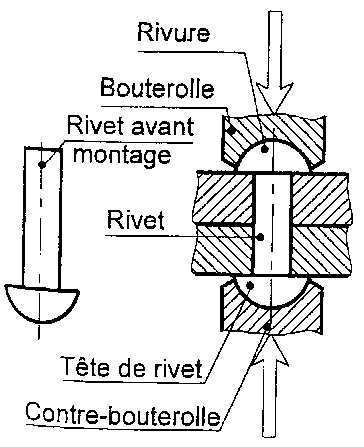 Rivure
Bouterolle
Rivet avant
montage
Rivet
Tête de rivet
Contre-bouterolle